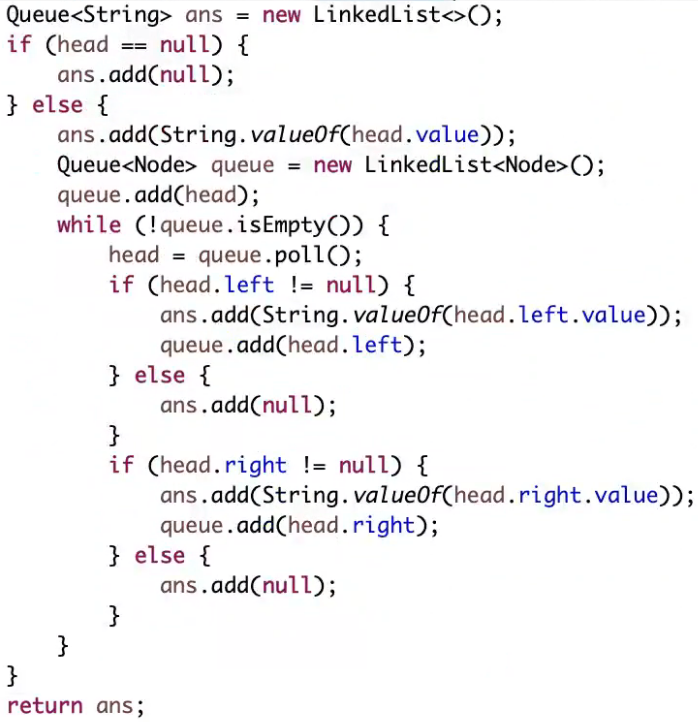 Queue<String> ans = new LinkedList<>();
if (head == null) {
    ans.add(null);
} else {
    ans.add(String.valueOf(head.value));
    Queue<Node> queue = new LinkedList<Node>();
    queue.add(head);
    while (!queue.isEmpty()) {
        head = queue.poll();
        if (head.left != null) {
            ans.add(String.valueOf(head.left.value));
            queue.add(head.left);
        } else {
            ans.add(null);
        }
        if (head.right != null) {
            ans.add(String.valueOf(head.right.value));
            queue.add(head.right);
        } else {
            ans.add(null);
        }
    }
}
return ans;